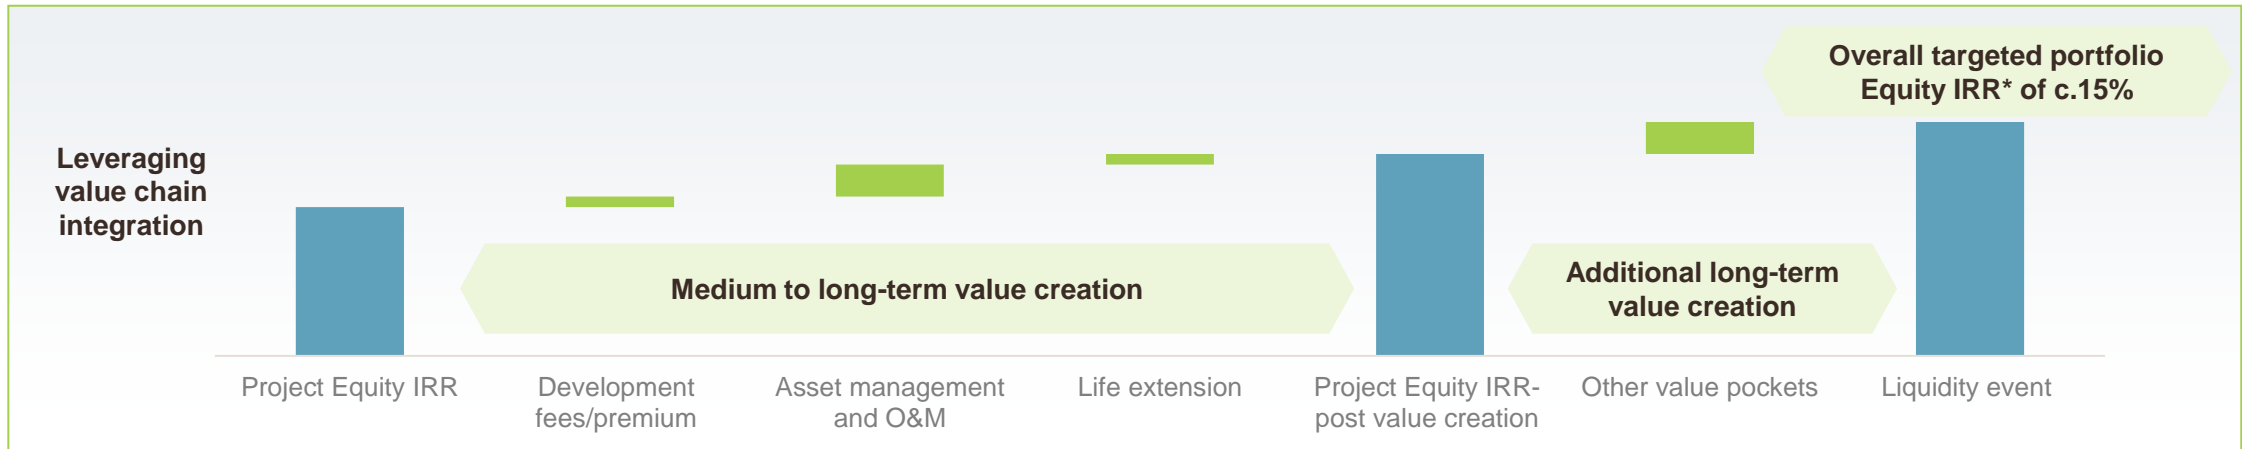 Overall targeted portfolio
Equity IRR* of c.15%
Leveraging
value chain
integration
Medium to long-term value creation
Additional long-term
value creation
Project Equity IRR
Development
fees/premium
Asset management
and O&M
Life extension
Project Equity IRR-
post value creation
Other value pockets
Liquidity event